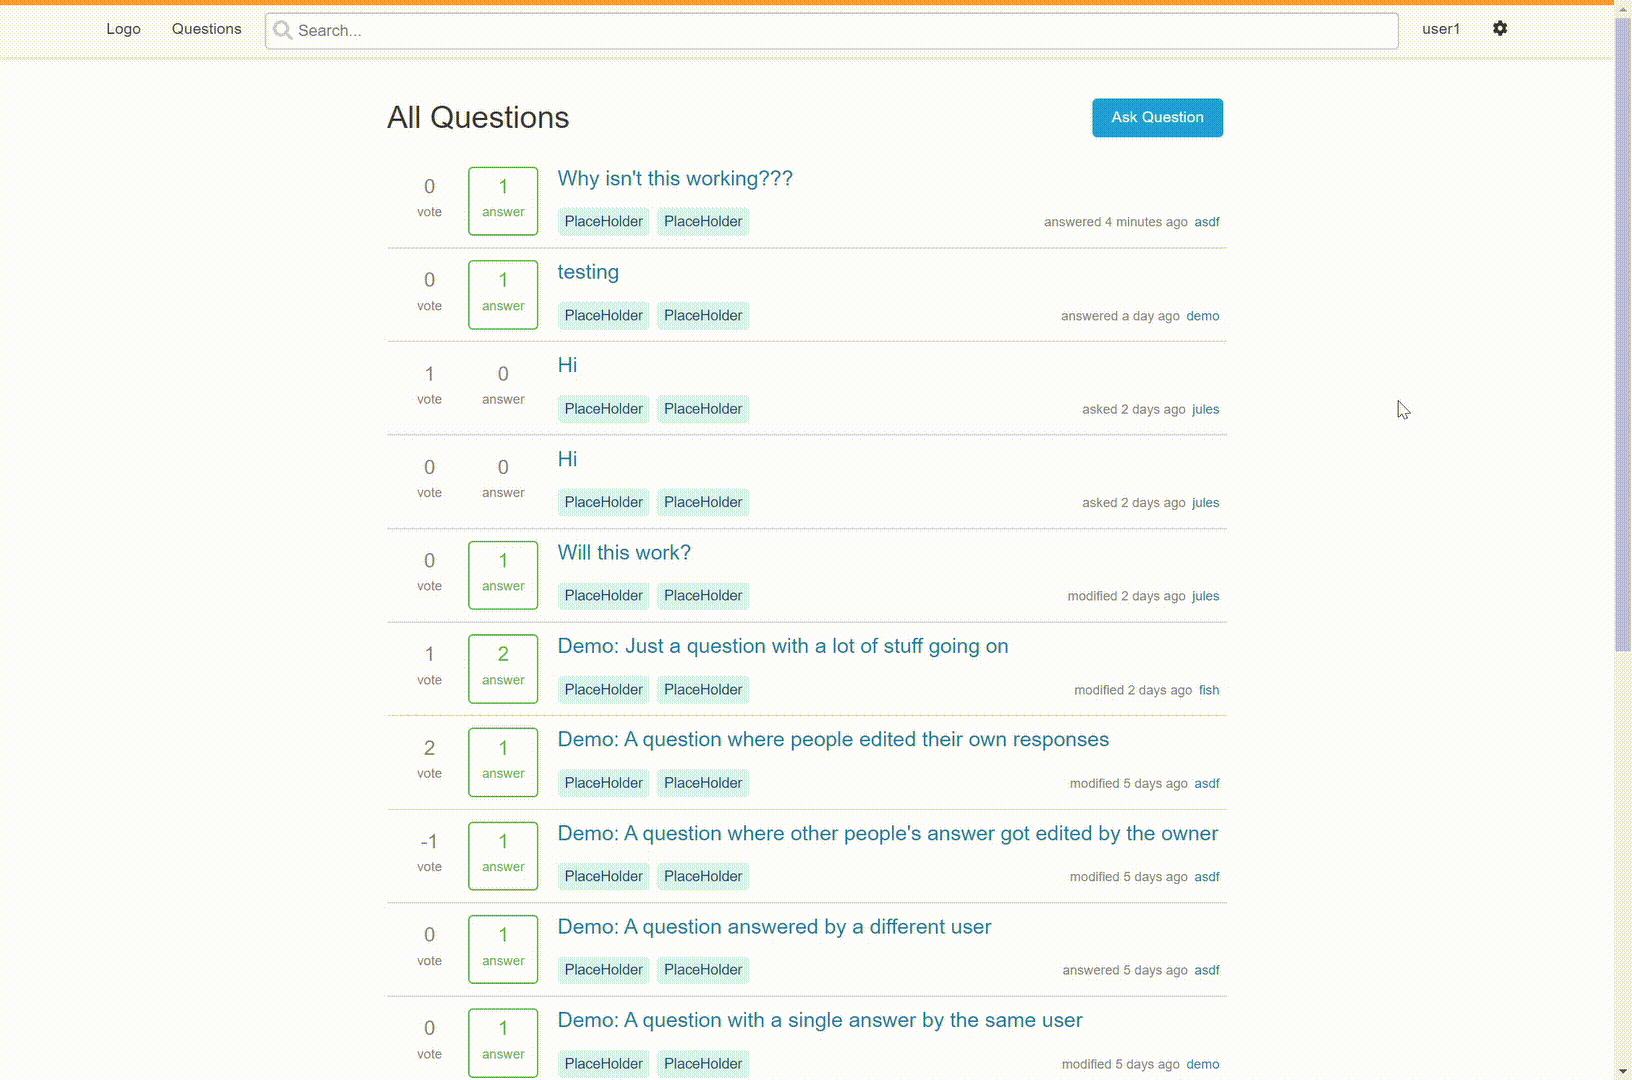 Logo Questions Search... user1
All Questions Ask Question
0 1 Why isn't this working???
vote answer PlaceHolder PlaceHolder answered 4 minutes ago asdf
0 1 testing
vote answer PlaceHolder PlaceHolder answered a day ago demo
1 0 Hi
vote answer PlaceHolder PlaceHolder asked 2 days ago jules
0 0 Hi
vote answer PlaceHolder PlaceHolder asked 2 days ago jules
0 1 Will this work?
vote answer PlaceHolder PlaceHolder modified 2 days ago jules
1 2 Demo: Just a question with a lot of stuff going on
vote answer PlaceHolder PlaceHolder modified 2 days ago fish
2 1 Demo: A question where people edited their own responses
vote answer PlaceHolder PlaceHolder modified 5 days ago asdf
-1 1 Demo: A question where other people's answer got edited by the owner
vote answer PlaceHolder PlaceHolder modified 5 days ago asdf
0 1 Demo: A question answered by a different user
vote answer PlaceHolder PlaceHolder answered 5 days ago asdf
0 1 Demo: A question with a single answer by the same user
vote answer PlaceHolder PlaceHolder modified 5 days ago demo